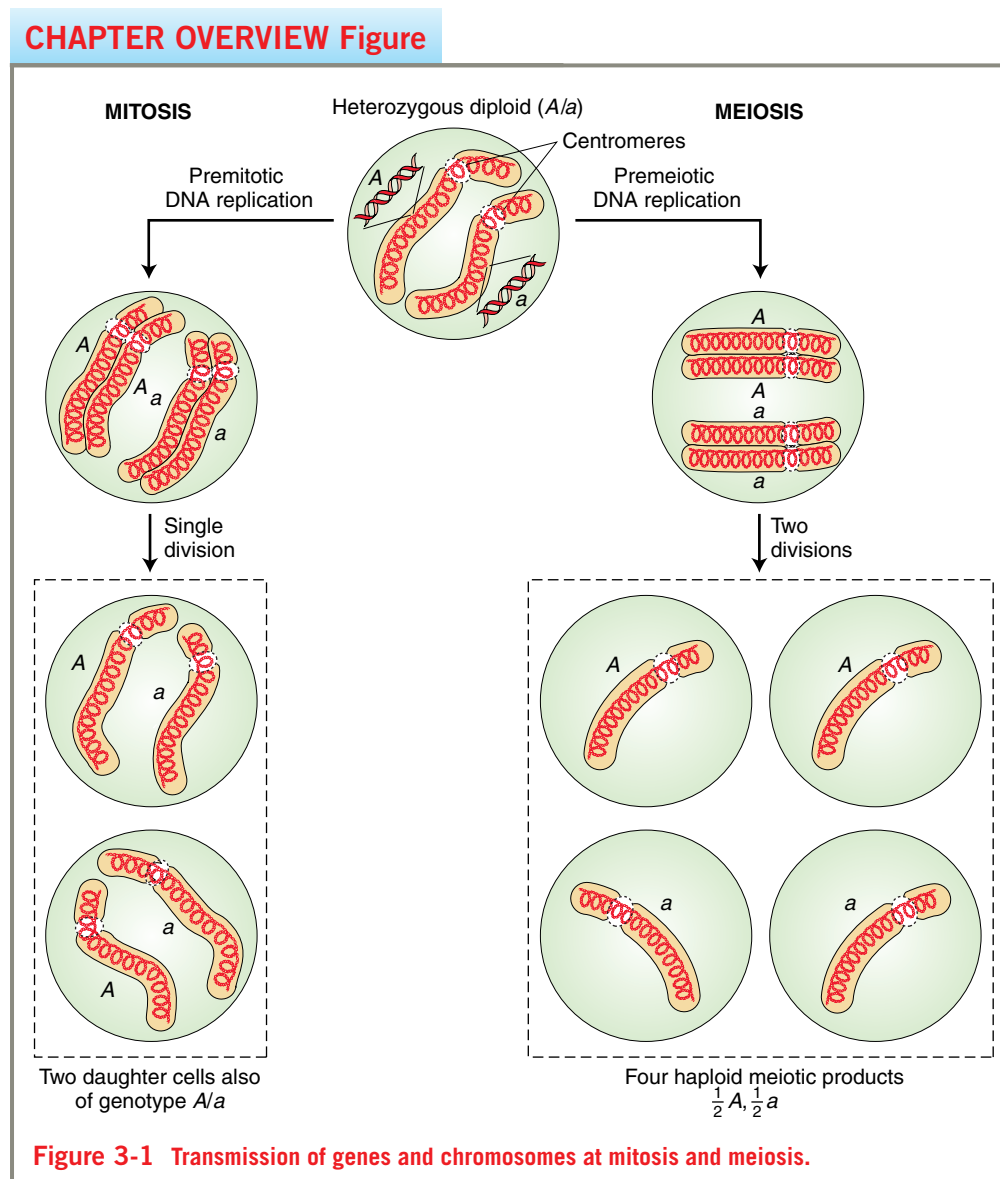 CHAPTER OVERVIEW Figure
MITOSIS
Heterozygous diploid (A/a)
MEIOSIS
Centromeres
Premitotic
DNA replication
Premeiotic
DNA replication
A
a
A
A
a
a
A
A
a
a
Single
division
Two
divisions
A
a
A
A
a
A
a
a
Two daughter cells also
of genotype A/a
Four haploid meiotic products
1/2 A, 1/2 a
Figure 3-1 Transmission of genes and chromosomes at mitosis and meiosis.